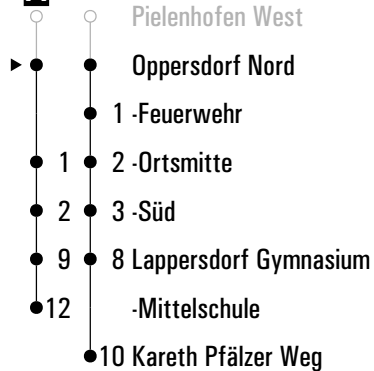 Pielenhofen West
Oppersdorf Nord
1 -Feuerwehr
1 2 -Ortsmitte
2 3 -Süd
9 8 Lappersdorf Gymnasium
12 -Mittelschule
10 Kareth Pfälzer Weg